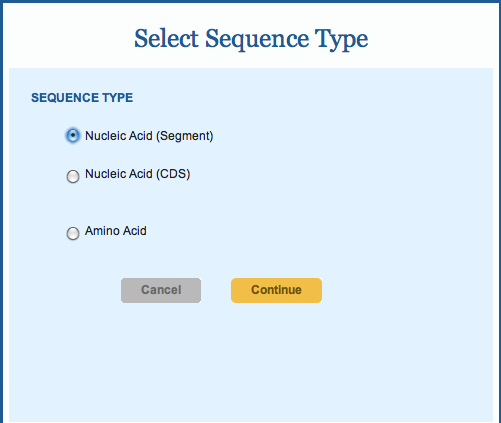 Select Sequence Type
SEQUENCE TYPE
Nucleic Acid (Segment)
Nucleic Acid (CDS)
Amino Acid
Cancel Continue